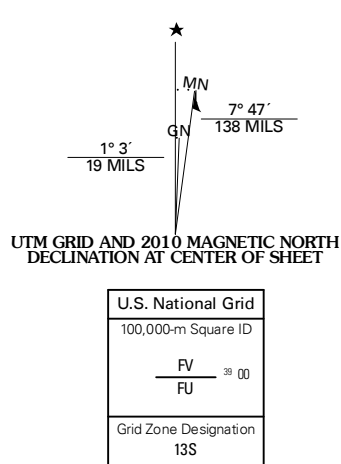 ★
MN
7° 47´
138 MILS
GN
1° 3´
19 MILS
UTM GRID AND 2010 MAGNETIC NORTH
DECLINATION AT CENTER OF SHEET
U.S. National Grid
100,000-m Square ID
FV
39 00
FU
Grid Zone Designation
13S